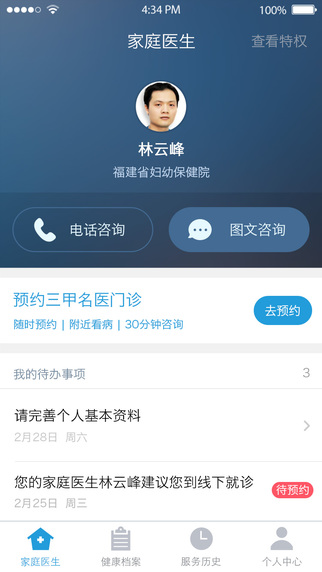 4:34 PM
100%
家庭医生
查看特权
林云峰
福建省妇幼保健院
电话咨询
图文咨询
预约三甲名医门诊
随时预约 | 附近看病 | 30分钟咨询
去预约
我的待办事项
3
请完善个人基本资料
2月28日 周六
您的家庭医生林云峰建议您到线下就诊
2月25日 周三
待预约
家庭医生
健康档案
服务历史
个人中心